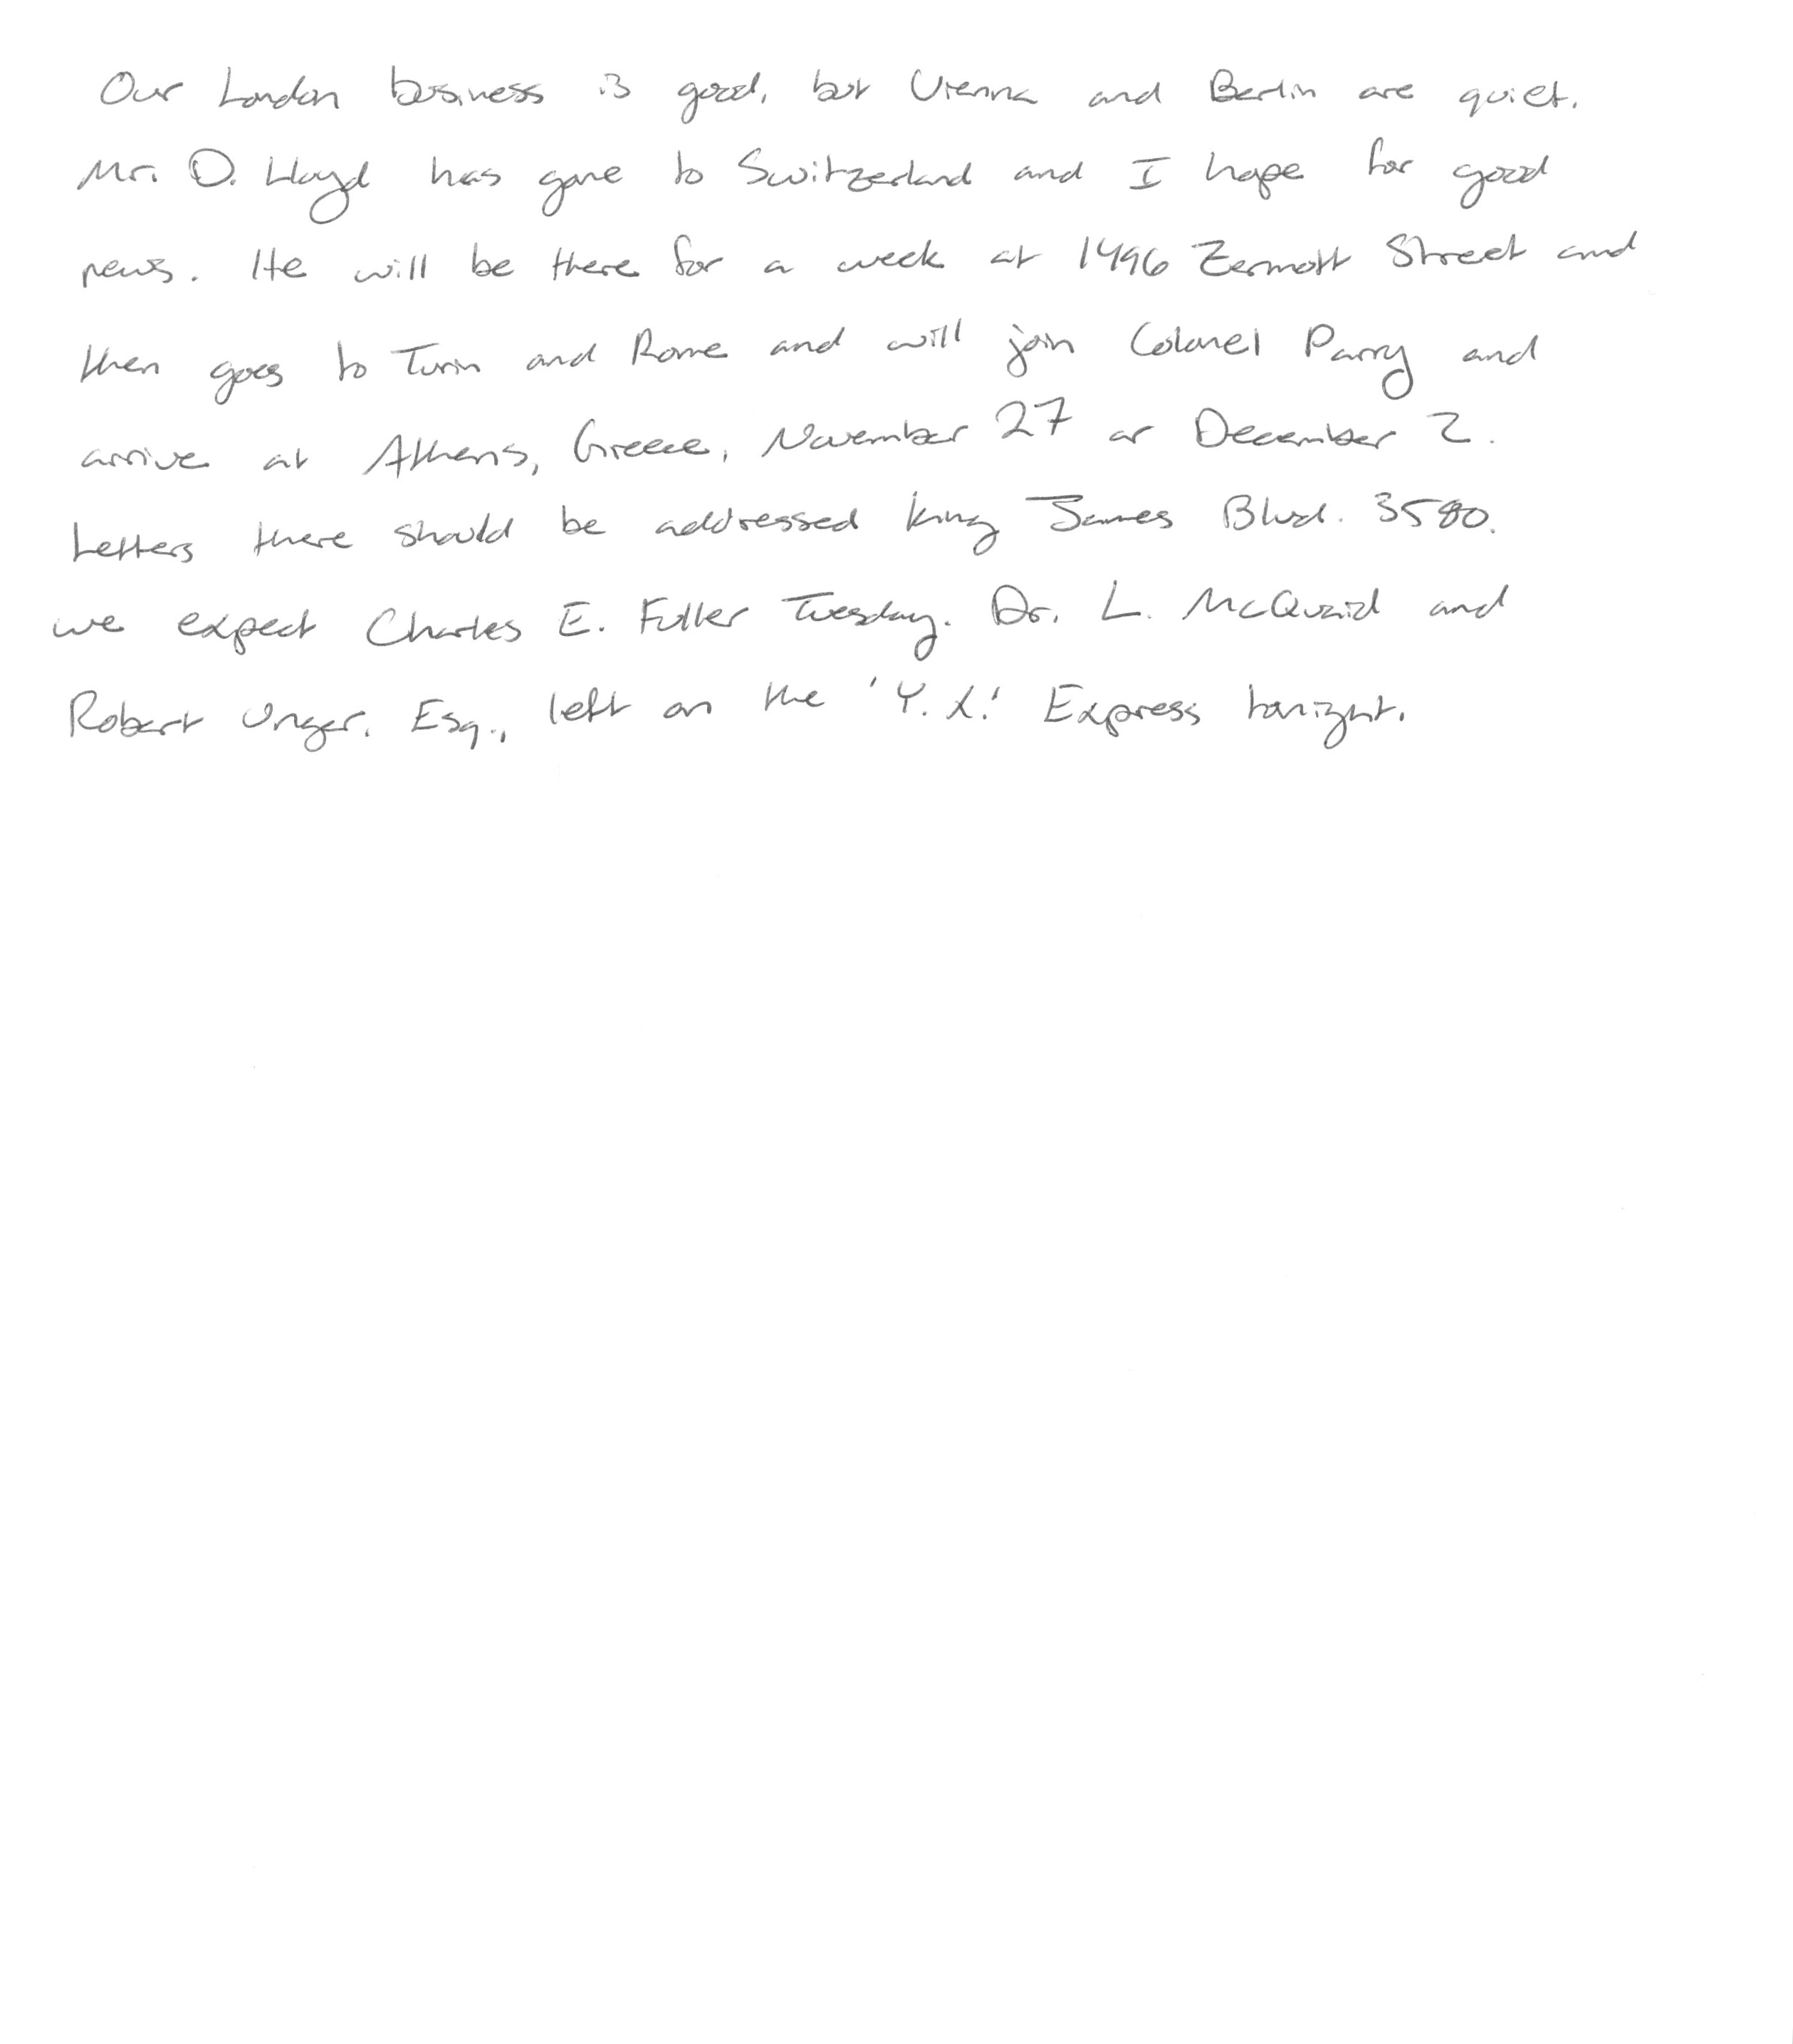 Our London business is good, but Vienna and Berlin are quiet.
Mr. D. Lloyd has gone to Switzerland and I hope for good
news. He will be there for a week at 1496 Zermott Street and
then goes to Turin and Rome and will join Colonel Parry and
arrive at Athens, Greece, November 27 or December 2.
Letters there should be addressed King James Blvd. 3580.
we expect Charles E. Fuller Tuesday. Dr. L. McQuaid and
Robert Unger. Esq., left on the 'Y.X.' Express tonight.